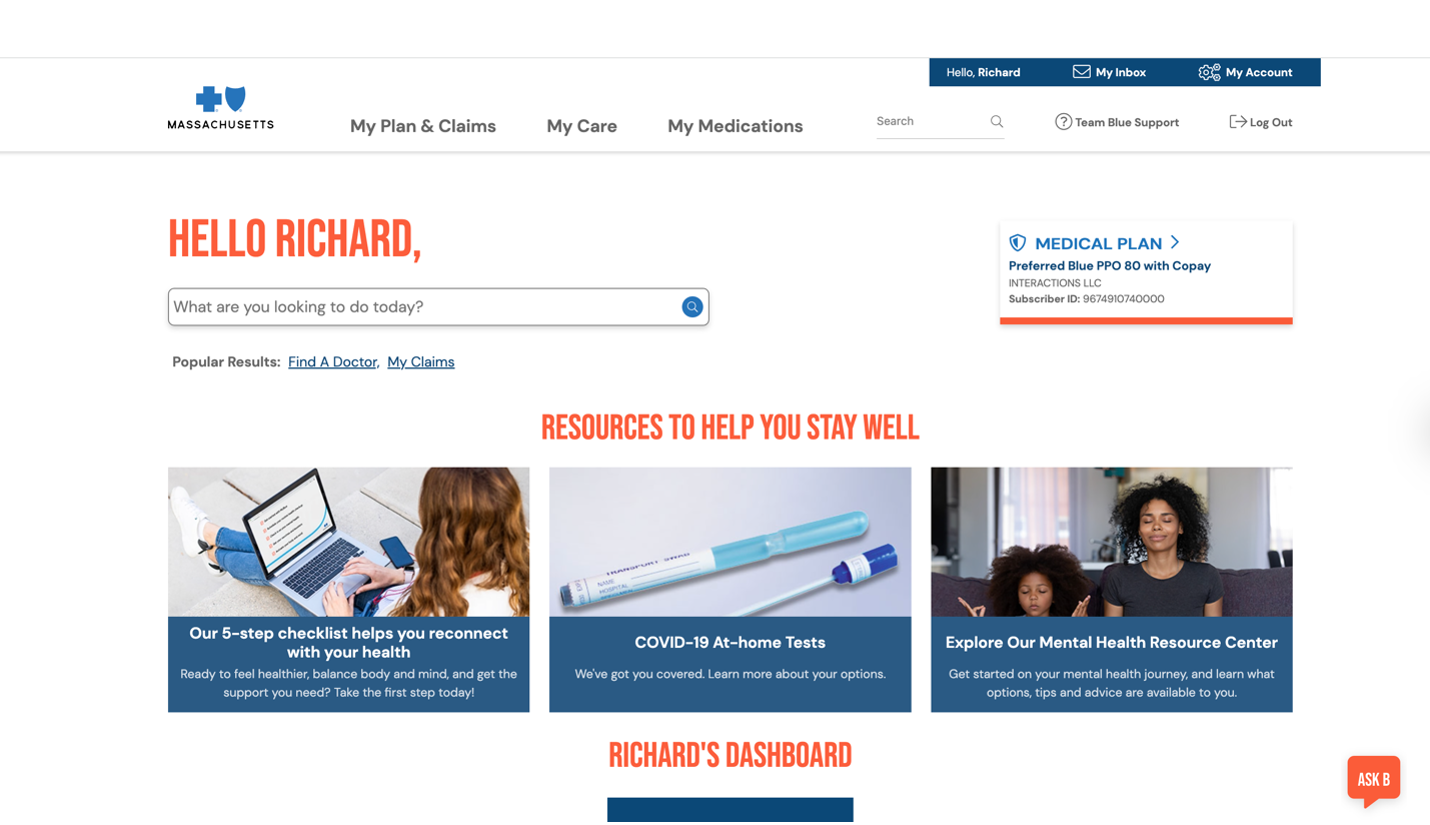 Hello, Richard
My Inbox
My Account
MASSACHUSETTS
My Plan & Claims
My Care
My Medications
Search
Team Blue Support
Log Out
HELLO RICHARD,
What are you looking to do today?
Popular Results: Find A Doctor, My Claims
MEDICAL PLAN
Preferred Blue PPO 80 with Copay
INTERACTIONS LLC
Subscriber ID: 9674910740000
RESOURCES TO HELP YOU STAY WELL
TRANSPORT SWAB
NAME
HOSPITAL
Our 5-step checklist helps you reconnect
with your health
Ready to feel healthier, balance body and mind, and get the
support you need? Take the first step today!
COVID-19 At-home Tests
We've got you covered. Learn more about your options.
Explore Our Mental Health Resource Center
Get started on your mental health journey, and learn what
options, tips and advice are available to you.
RICHARD'S DASHBOARD
ASK B